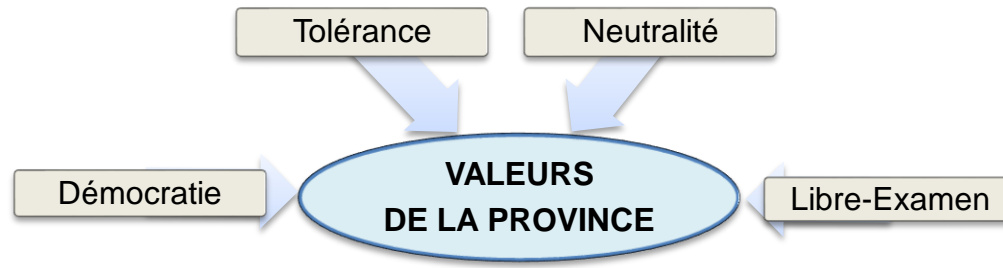 Tolérance
Neutralité
Démocratie
VALEURS
DE LA PROVINCE
Libre-Examen